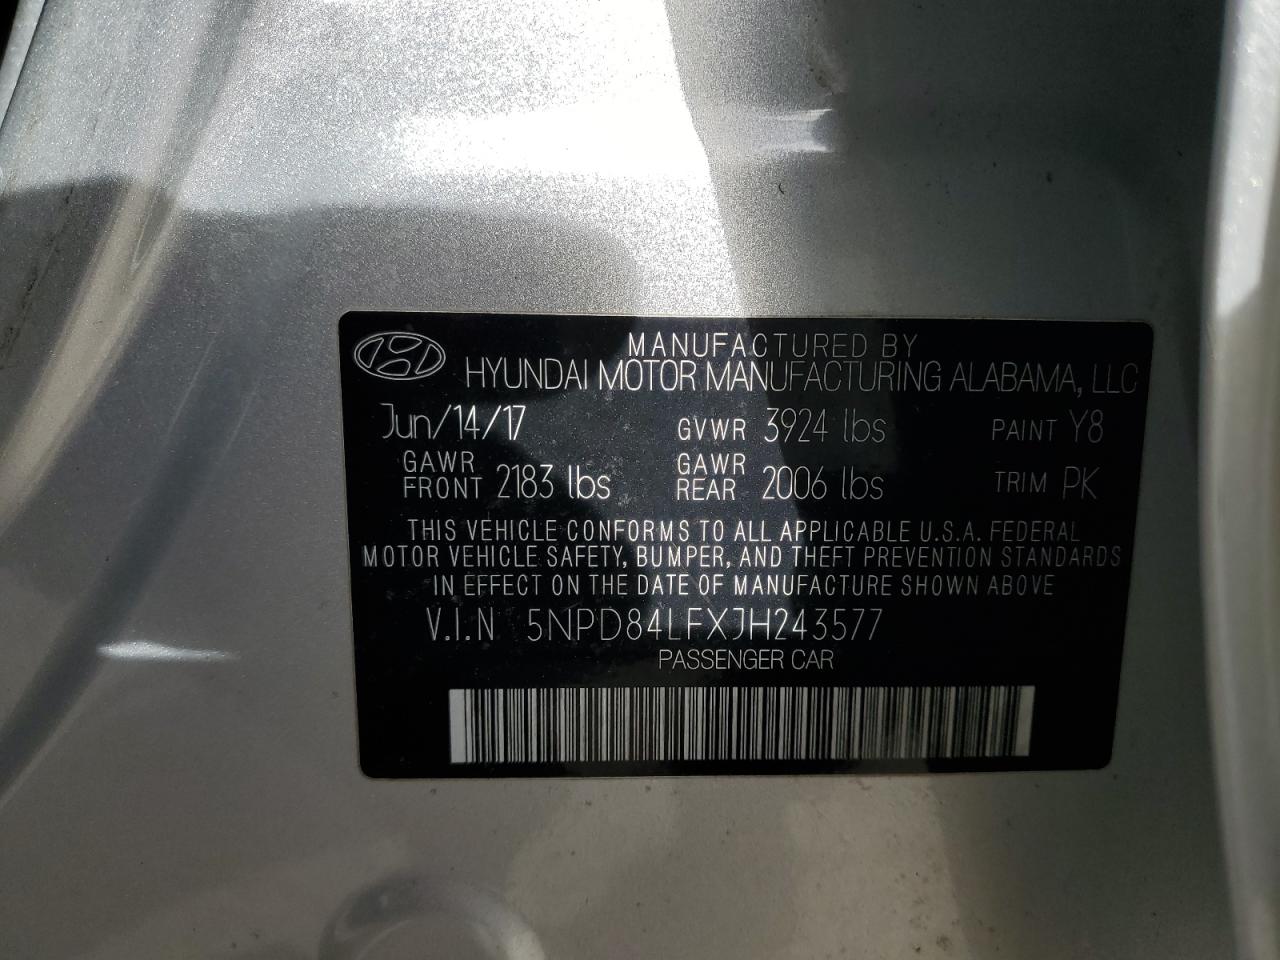 MANUFACTURED BY
HYUNDAI MOTOR MANUFACTURING ALABAMA, LLC
Jun/14/17 GVWR 3924 lbs PAINT Y8
GAWR FRONT 2183 lbs GAWR REAR 2006 lbs TRIM PK
THIS VEHICLE CONFORMS TO ALL APPLICABLE U.S.A. FEDERAL
MOTOR VEHICLE SAFETY, BUMPER, AND THEFT PREVENTION STANDARDS
IN EFFECT ON THE DATE OF MANUFACTURE SHOWN ABOVE
V.I.N 5NPD84LFXJH243577
PASSENGER CAR